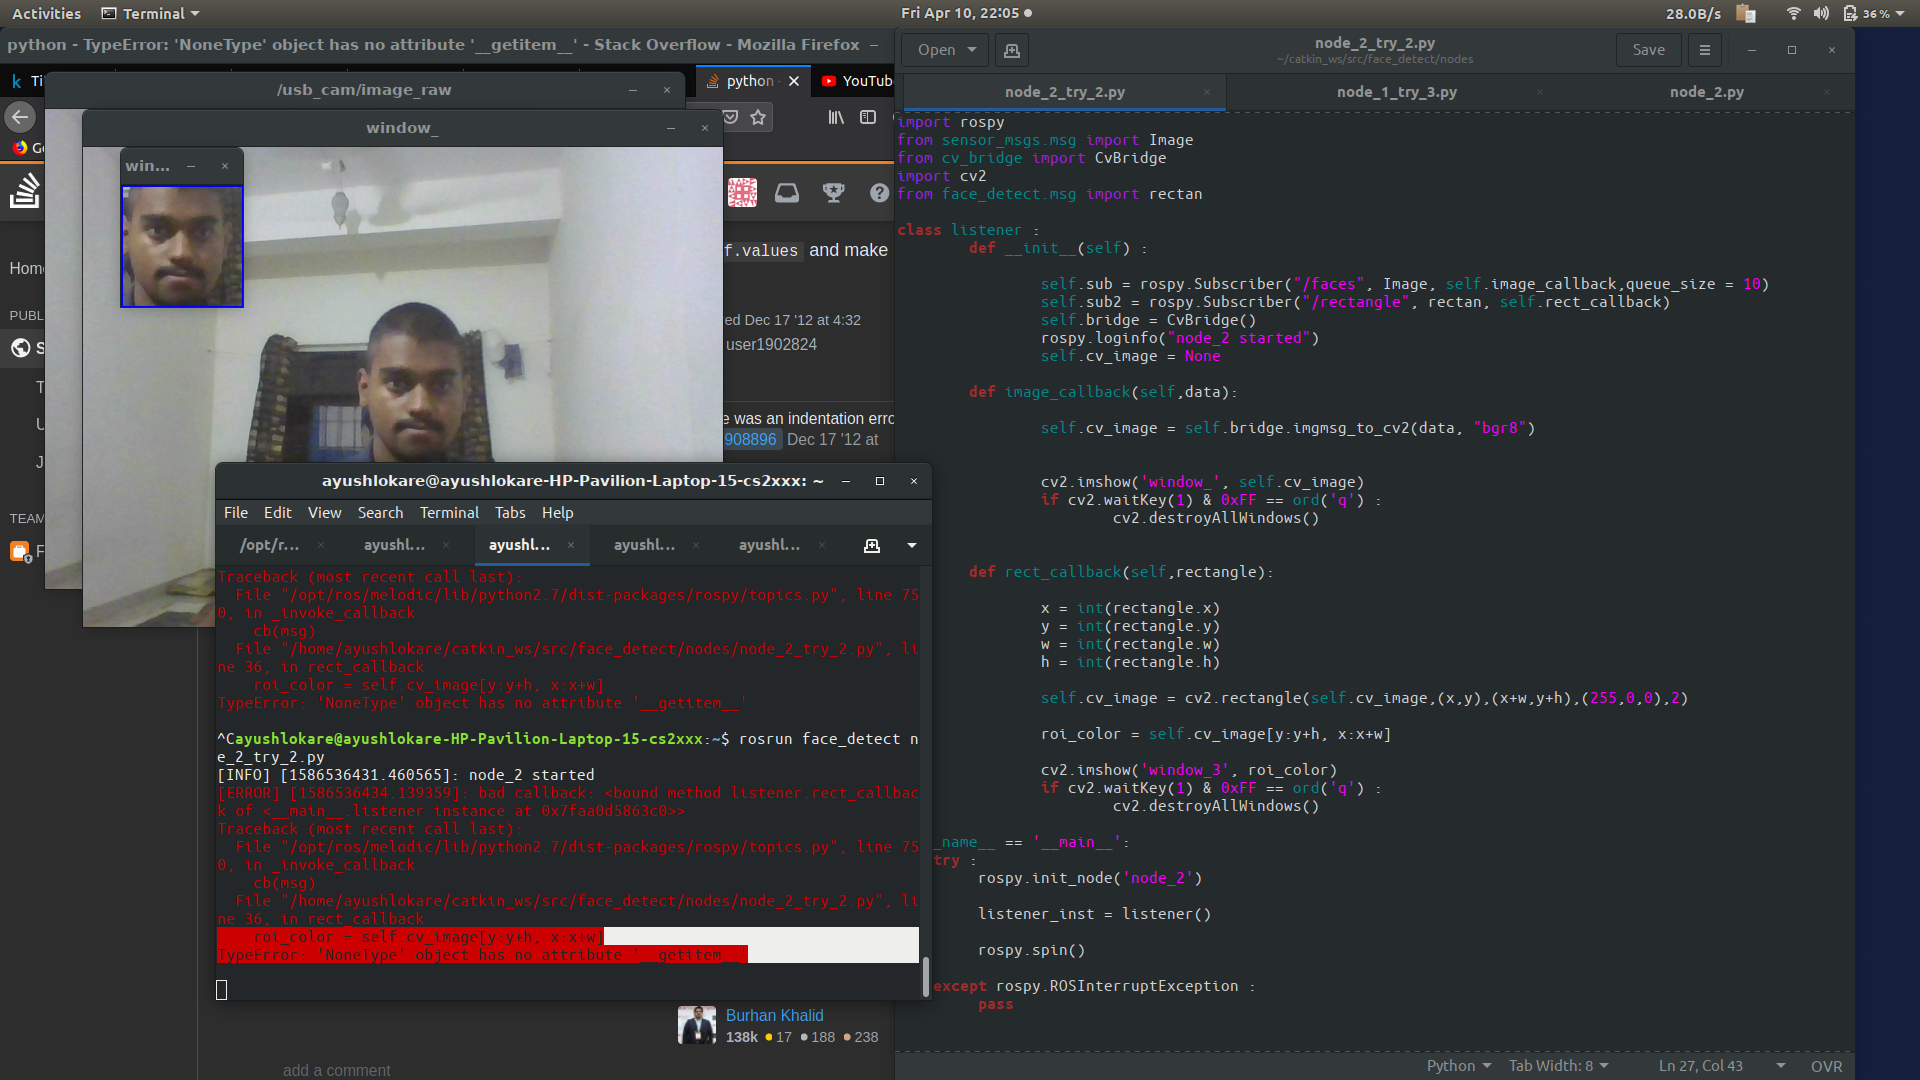 Activities
Terminal
Fri Apr 10, 22:05
28.0B/s
36 %
python - TypeError: 'NoneType' object has no attribute '__getitem__' - Stack Overflow - Mozilla Firefox
k
python
YouTub
/usb_cam/image_raw
window_
win...
Hom
PUBL
S
T
U
J
TEAM
F
f.values and make
ed Dec 17 '12 at 4:32
user1902824
e was an indentation erro
908896 Dec 17 '12 at
Burhan Khalid
138k 17 188 238
add a comment
ayushlokare@ayushlokare-HP-Pavilion-Laptop-15-cs2xxx: ~
File Edit View Search Terminal Tabs Help
/opt/r...
ayushl...
ayushl...
ayushl...
ayushl...
Traceback (most recent call last):
  File "/opt/ros/melodic/lib/python2.7/dist-packages/rospy/topics.py", line 75
0, in _invoke_callback
    cb(msg)
  File "/home/ayushlokare/catkin_ws/src/face_detect/nodes/node_2_try_2.py", li
ne 36, in rect_callback
    roi_color = self.cv_image[y:y+h, x:x+w]
TypeError: 'NoneType' object has no attribute '__getitem__'
^Cayushlokare@ayushlokare-HP-Pavilion-Laptop-15-cs2xxx:~$ rosrun face_detect n
e_2_try_2.py
[INFO] [1586536431.460565]: node_2 started
[ERROR] [1586536434.139359]: bad callback: <bound method listener.rect_callbac
k of <__main__.listener instance at 0x7faa0d5863c0>>
Traceback (most recent call last):
  File "/opt/ros/melodic/lib/python2.7/dist-packages/rospy/topics.py", line 75
0, in _invoke_callback
    cb(msg)
  File "/home/ayushlokare/catkin_ws/src/face_detect/nodes/node_2_try_2.py", li
ne 36, in rect_callback
    roi_color = self.cv_image[y:y+h, x:x+w]
TypeError: 'NoneType' object has no attribute '__getitem__'
Open
node_2_try_2.py
~/catkin_ws/src/face_detect/nodes
Save
node_2_try_2.py
node_1_try_3.py
node_2.py
import rospy
from sensor_msgs.msg import Image
from cv_bridge import CvBridge
import cv2
from face_detect.msg import rectan
class listener :
        def __init__(self) :
                self.sub = rospy.Subscriber("/faces", Image, self.image_callback,queue_size = 10)
                self.sub2 = rospy.Subscriber("/rectangle", rectan, self.rect_callback)
                self.bridge = CvBridge()
                rospy.loginfo("node_2 started")
                self.cv_image = None
        def image_callback(self,data):
                self.cv_image = self.bridge.imgmsg_to_cv2(data, "bgr8")
                cv2.imshow('window_', self.cv_image)
                if cv2.waitKey(1) & 0xFF == ord('q') :
                        cv2.destroyAllWindows()
        def rect_callback(self,rectangle):
                x = int(rectangle.x)
                y = int(rectangle.y)
                w = int(rectangle.w)
                h = int(rectangle.h)
                self.cv_image = cv2.rectangle(self.cv_image,(x,y),(x+w,y+h),(255,0,0),2)
                roi_color = self.cv_image[y:y+h, x:x+w]
                cv2.imshow('window_3', roi_color)
                if cv2.waitKey(1) & 0xFF == ord('q') :
                        cv2.destroyAllWindows()
_name__ == '__main__':
    try :
         rospy.init_node('node_2')
         listener_inst = listener()
         rospy.spin()
    except rospy.ROSInterruptException :
         pass
Python
Tab Width: 8
Ln 27, Col 43
OVR